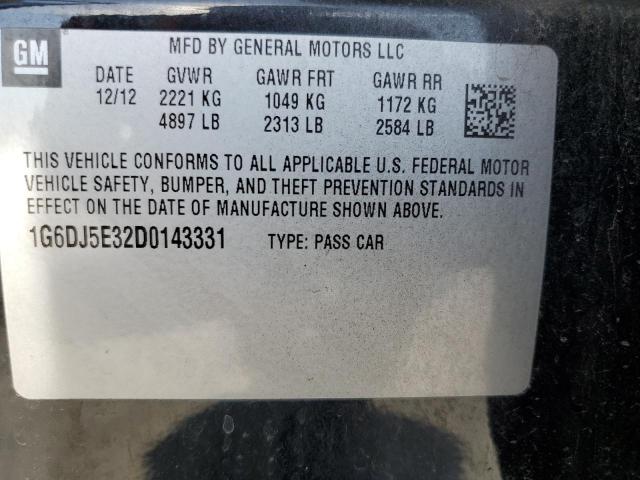 GM
MFD BY GENERAL MOTORS LLC
DATE GVWR GAWR FRT GAWR RR
12/12 2221 KG 1049 KG 1172 KG
4897 LB 2313 LB 2584 LB
THIS VEHICLE CONFORMS TO ALL APPLICABLE U.S. FEDERAL MOTOR
VEHICLE SAFETY, BUMPER, AND THEFT PREVENTION STANDARDS IN
EFFECT ON THE DATE OF MANUFACTURE SHOWN ABOVE.
1G6DJ5E32D0143331 TYPE: PASS CAR